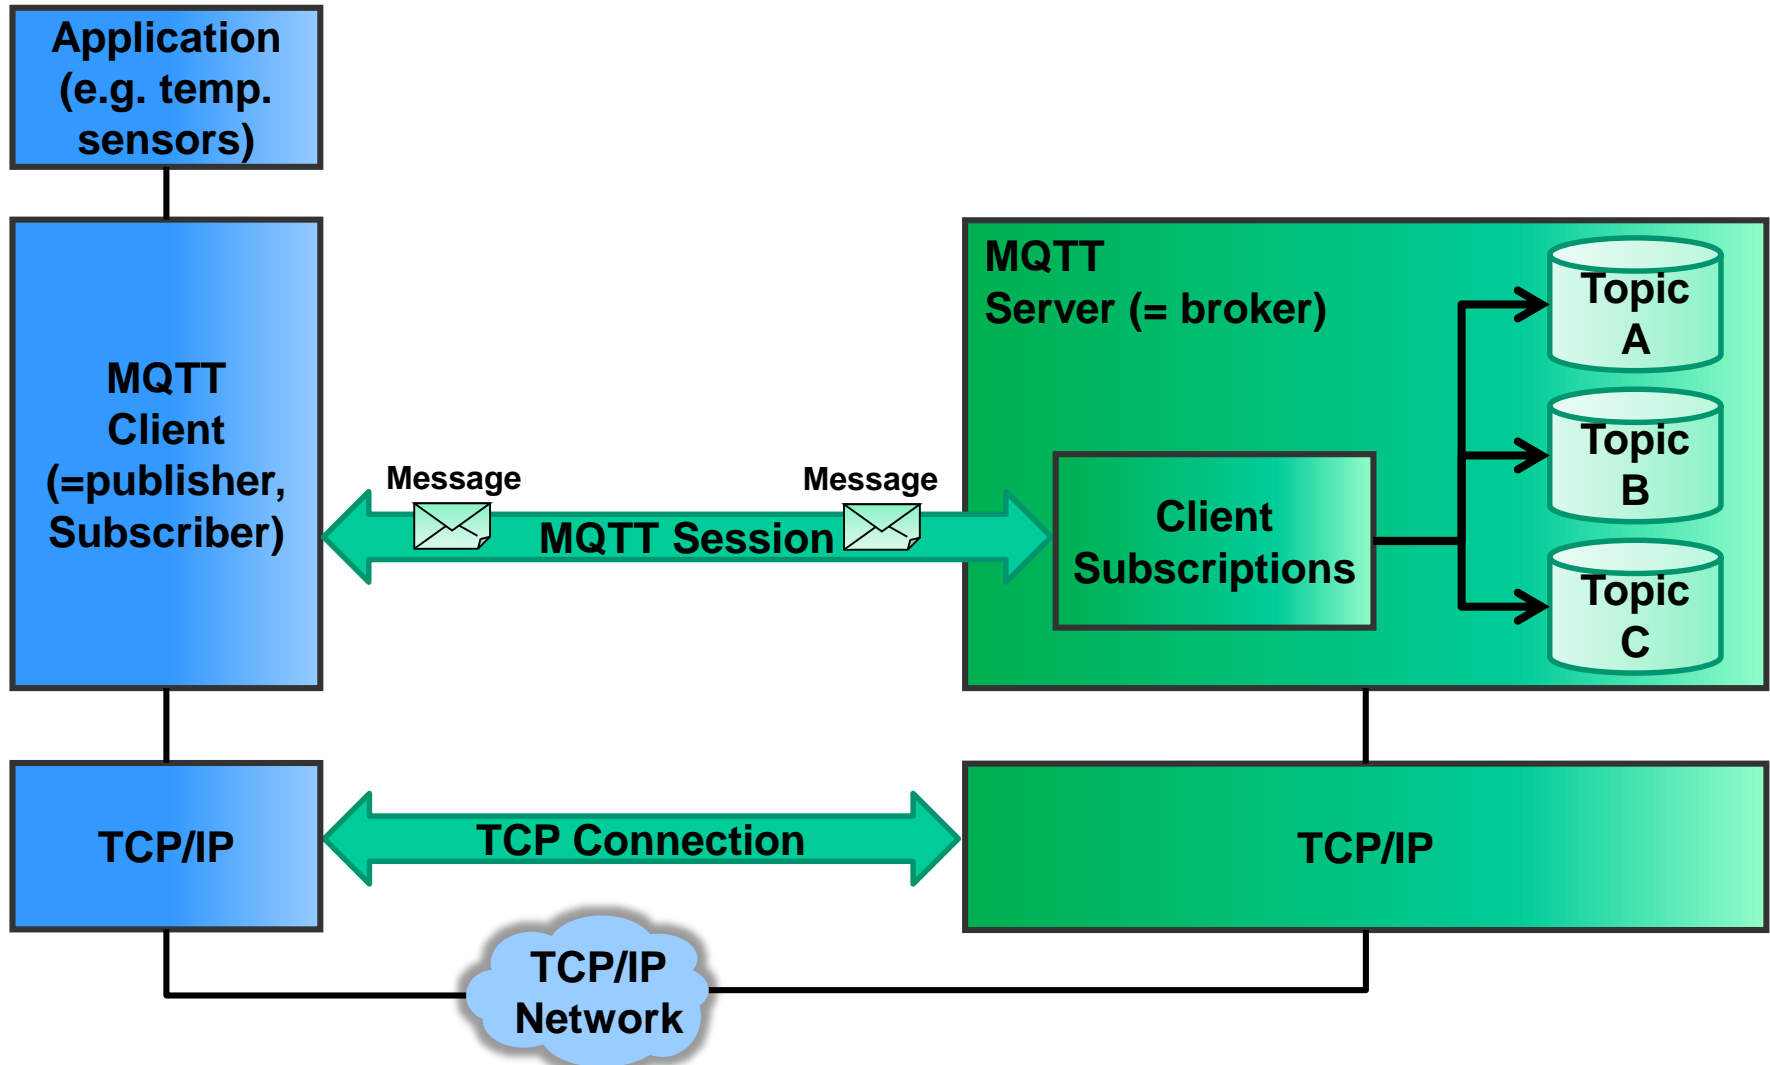 Application
(e.g. temp.
sensors)
MQTT
Client
(=publisher,
Subscriber)
Message
Message
MQTT Session
MQTT
Server (= broker)
Client
Subscriptions
Topic
A
Topic
B
Topic
C
TCP/IP
TCP Connection
TCP/IP
TCP/IP
Network